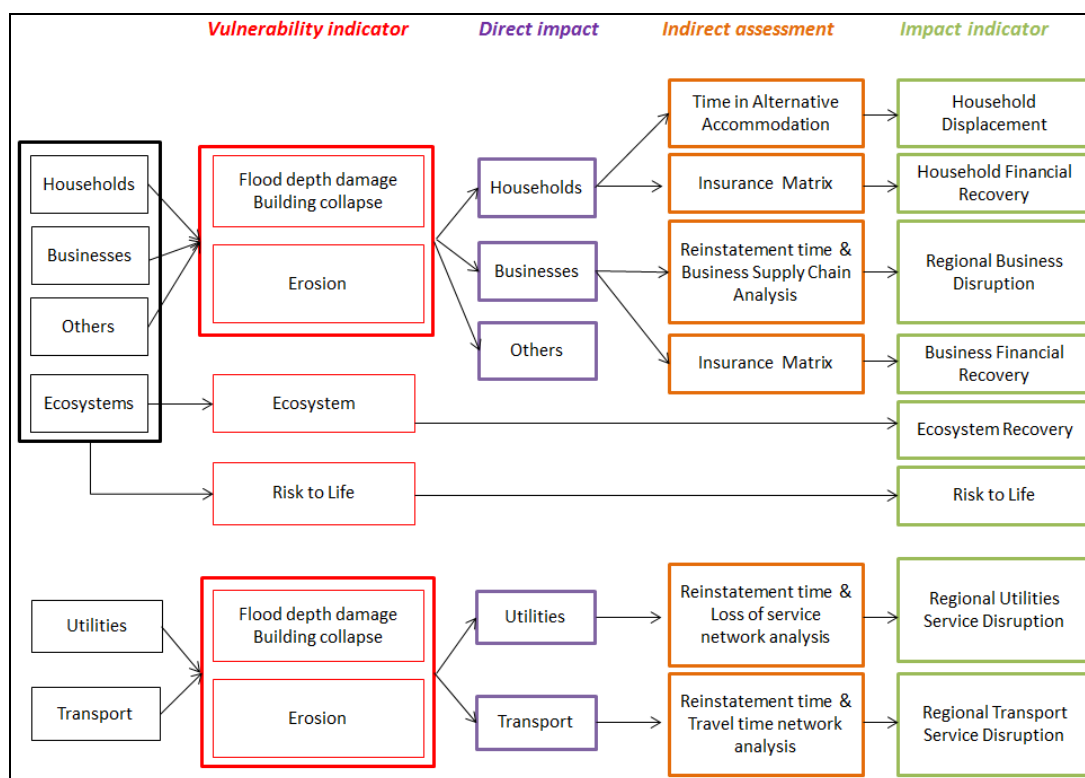 Vulnerability indicator
Direct impact
Indirect assessment
Impact indicator
Households
Businesses
Others
Ecosystems
Flood depth damage
Building collapse
Erosion
Ecosystem
Risk to Life
Households
Businesses
Others
Time in Alternative
Accommodation
Insurance Matrix
Reinstatement time &
Business Supply Chain
Analysis
Insurance Matrix
Household
Displacement
Household Financial
Recovery
Regional Business
Disruption
Business Financial
Recovery
Ecosystem Recovery
Risk to Life
Utilities
Transport
Flood depth damage
Building collapse
Erosion
Utilities
Transport
Reinstatement time &
Loss of service
network analysis
Reinstatement time &
Travel time network
analysis
Regional Utilities
Service Disruption
Regional Transport
Service Disruption